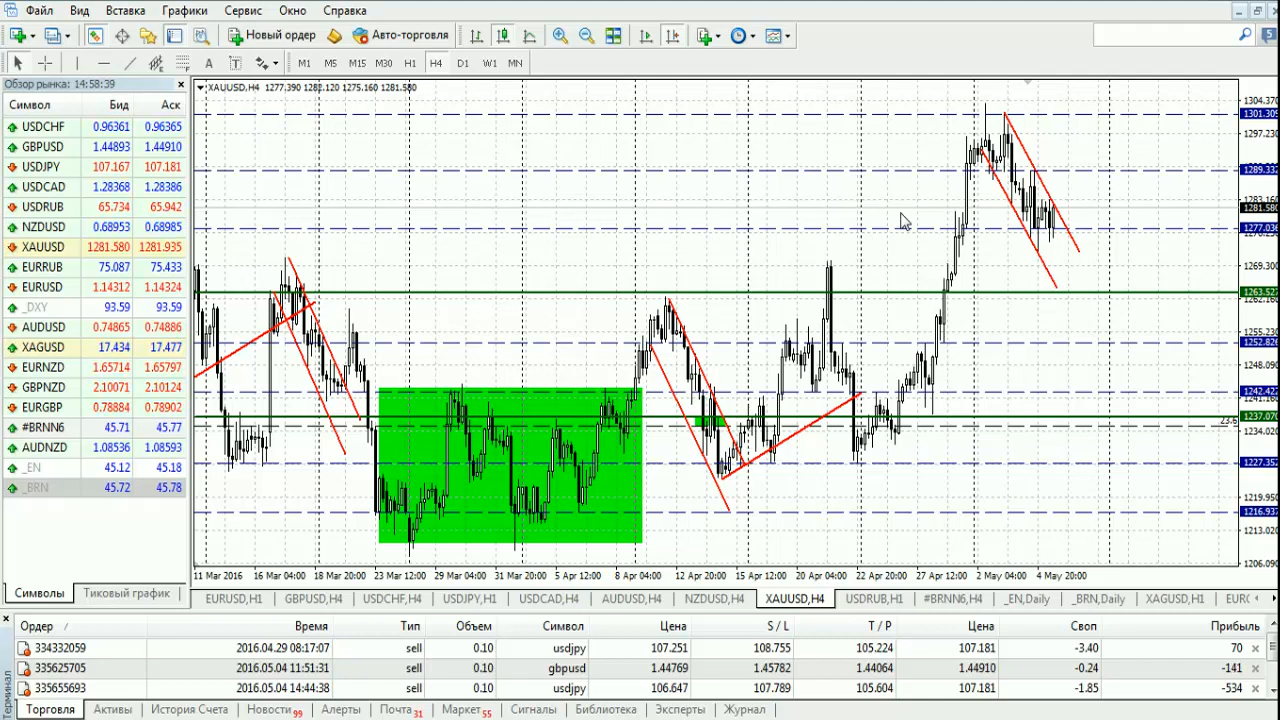 Файл Вид Вставка Графики Сервис Окно Справка
Новый ордер Авто-торговля 5
A T M1 M5 M15 M30 H1 H4 D1 W1 MN
Обзор рынка: 14:58:39
Символ Бид Аск
USDCHF 0.96361 0.96365
GBPUSD 1.44893 1.44910
USDJPY 107.167 107.181
USDCAD 1.28368 1.28386
USDRUB 65.734 65.942
NZDUSD 0.68953 0.68985
XAUUSD 1281.580 1281.935
EURRUB 75.087 75.433
EURUSD 1.14312 1.14324
_DXY 93.59 93.59
AUDUSD 0.74865 0.74886
XAGUSD 17.434 17.477
EURNZD 1.65714 1.65797
GBPNZD 2.10071 2.10124
EURGBP 0.78884 0.78902
#BRNN6 45.71 45.77
AUDNZD 1.08536 1.08593
_EN 45.12 45.18
_BRN 45.72 45.78
Символы Тиковый график
XAUUSD,H4 1277.390 1282.120 1275.160 1281.580
1304.370
1301.309
1297.230
1289.332
1283.160
1281.580
1277.036
1269.300
1263.527
1252.826
1248.090
1242.427
1237.070
23.6
1234.020
1227.352
1219.950
1216.937
1213.020
1206.090
11 Mar 2016 16 Mar 04:00 18 Mar 20:00 23 Mar 12:00 29 Mar 04:00 31 Mar 20:00 5 Apr 12:00 8 Apr 04:00 12 Apr 20:00 15 Apr 12:00 20 Apr 04:00 22 Apr 20:00 27 Apr 12:00 2 May 04:00 4 May 20:00
EURUSD,H1 GBPUSD,H4 USDCHF,H4 USDJPY,H1 USDCAD,H4 AUDUSD,H4 NZDUSD,H4 XAUUSD,H4 USDRUB,H1 #BRNN6,H4 _EN,Daily _BRN,Daily XAGUSD,H1
Ордер Время Тип Объем Символ Цена S / L T / P Цена Своп Прибыль
334332059 2016.04.29 08:17:07 sell 0.10 usdjpy 107.251 108.755 105.224 107.181 -3.40 70
335625705 2016.05.04 11:51:31 sell 0.10 gbpusd 1.44769 1.45782 1.44064 1.44910 -0.24 -141
335655693 2016.05.04 14:44:38 sell 0.10 usdjpy 106.647 107.789 105.604 107.181 -1.85 -534
Терминал
Торговля Активы История Счета Новости 99 Алерты Почта 31 Маркет 55 Сигналы Библиотека Эксперты Журнал